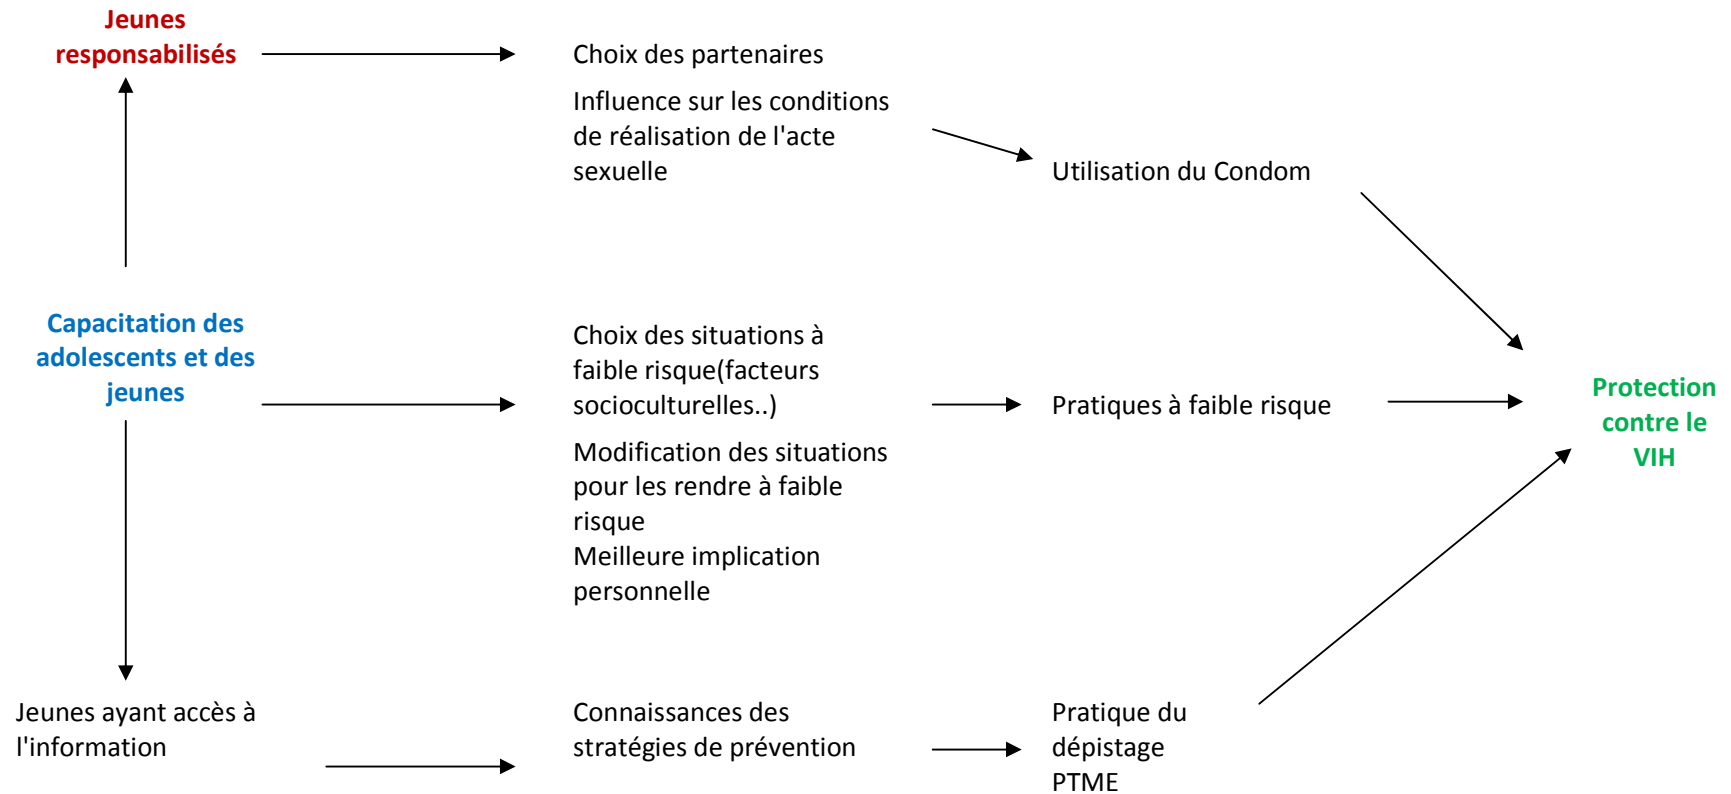 Jeunes
responsabilisés
Choix des partenaires
Influence sur les conditions
de réalisation de l'acte
sexuelle
Utilisation du Condom
Capacitation des
adolescents et des
jeunes
Choix des situations à
faible risque(facteurs
socioculturelles..)
Modification des situations
pour les rendre à faible
risque
Meilleure implication
personnelle
Pratiques à faible risque
Protection
contre le
VIH
Jeunes ayant accès à
l'information
Connaissances des
stratégies de prévention
Pratique du
dépistage
PTME